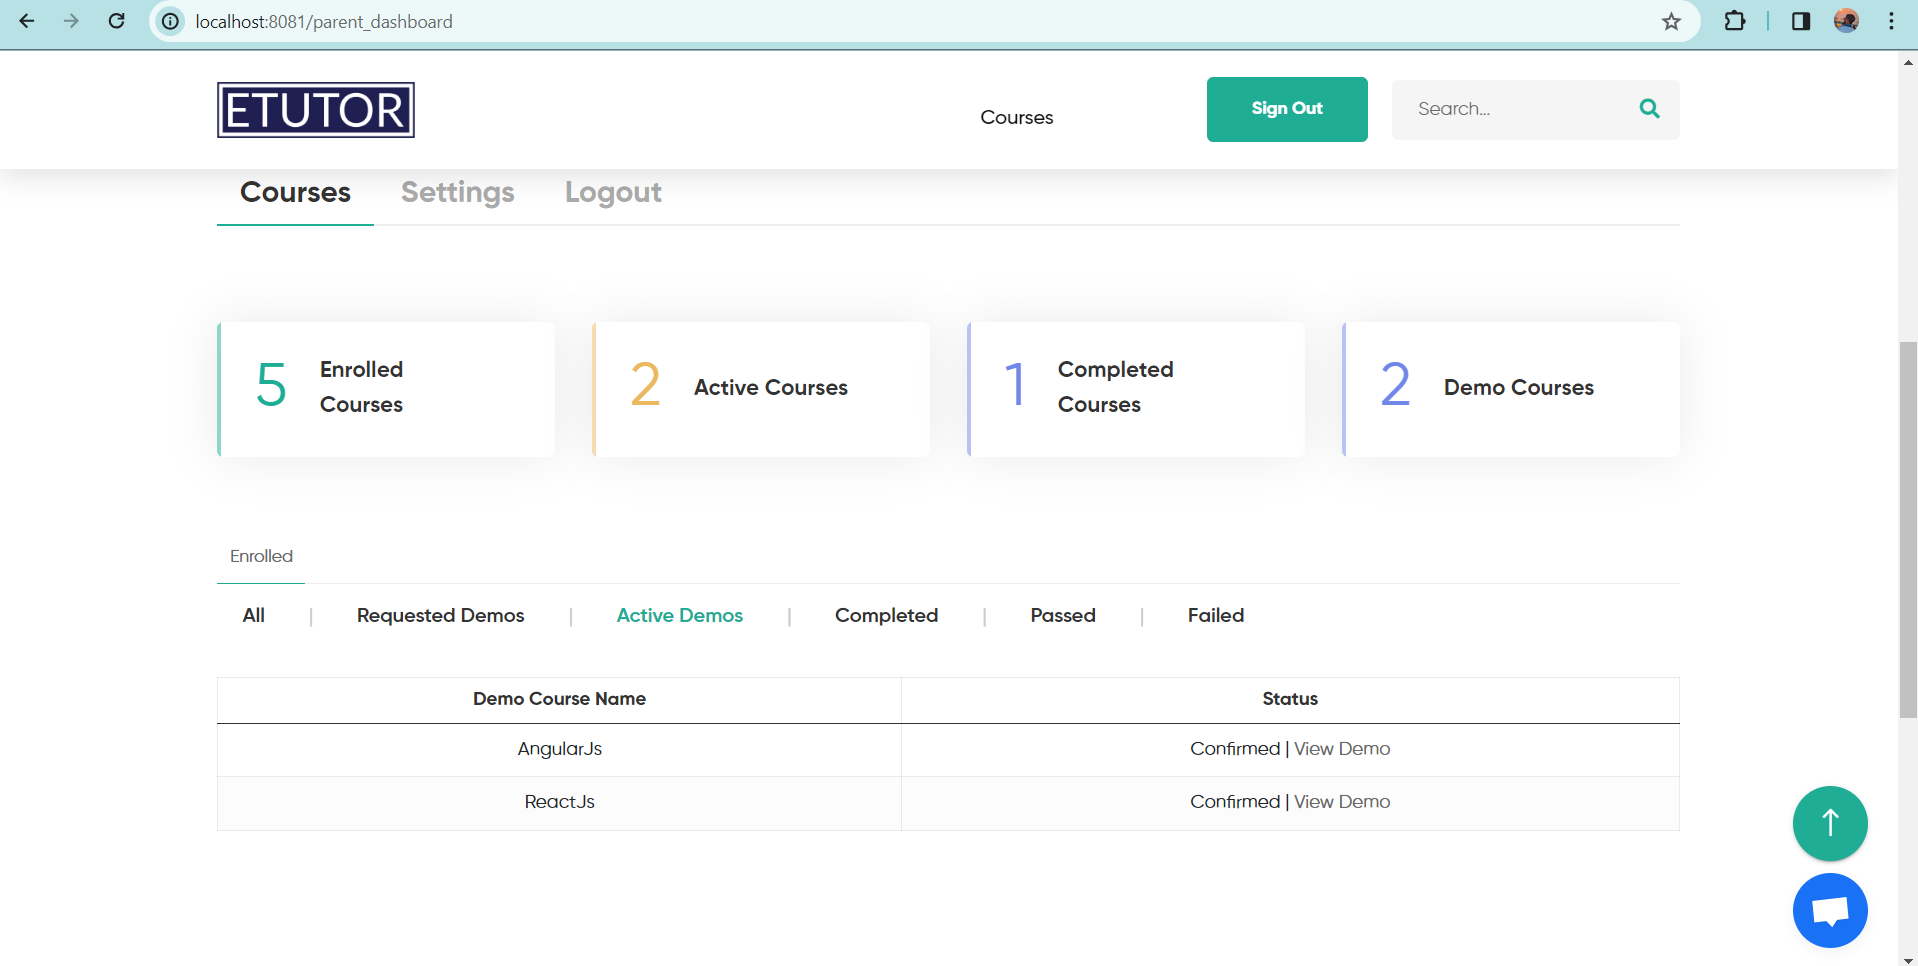 localhost:8081/parent_dashboard
ETUTOR
Courses
Sign Out
Search...
Courses Settings Logout
5 Enrolled Courses
2 Active Courses
1 Completed Courses
2 Demo Courses
Enrolled
All | Requested Demos | Active Demos | Completed | Passed | Failed
Demo Course Name Status
AngularJs Confirmed | View Demo
ReactJs Confirmed | View Demo